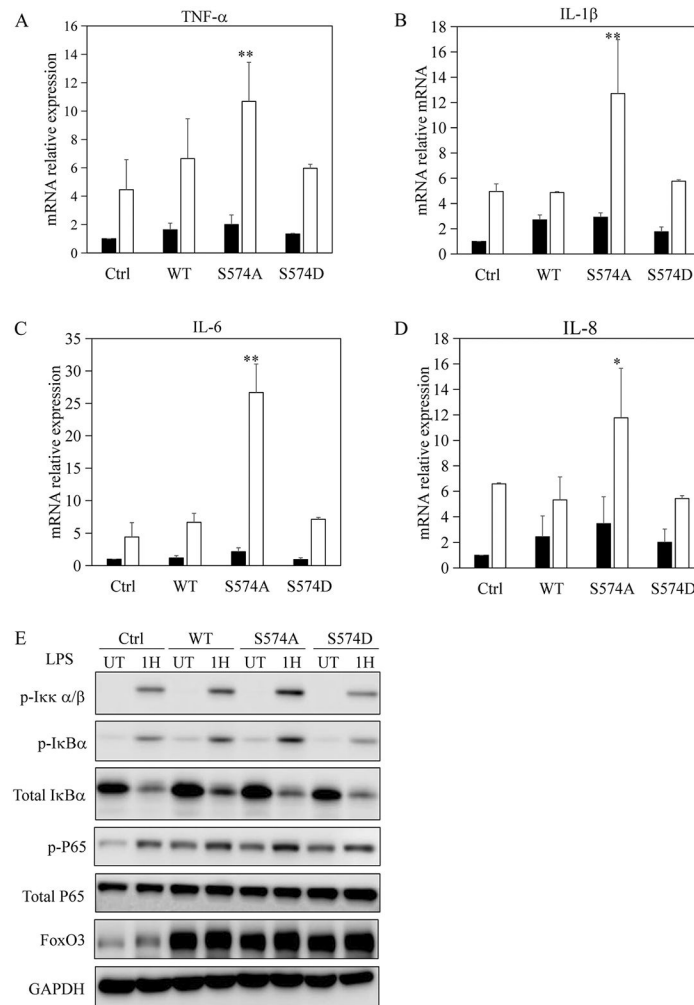 A
TNF-α
mRNA relative expression
16
14
12
10
8
6
4
2
0
**
Ctrl WT S574A S574D
B
IL-1β
mRNA relative mRNA
18
16
14
12
10
8
6
4
2
0
**
Ctrl WT S574A S574D
C
IL-6
mRNA relative expression
35
30
25
20
15
10
5
0
**
Ctrl WT S574A S574D
D
IL-8
mRNA relative expression
18
16
14
12
10
8
6
4
2
0
*
Ctrl WT S574A S574D
E
Ctrl WT S574A S574D
LPS UT 1H UT 1H UT 1H UT 1H
p-Iκκ α/β
p-IκBα
Total IκBα
p-P65
Total P65
FoxO3
GAPDH